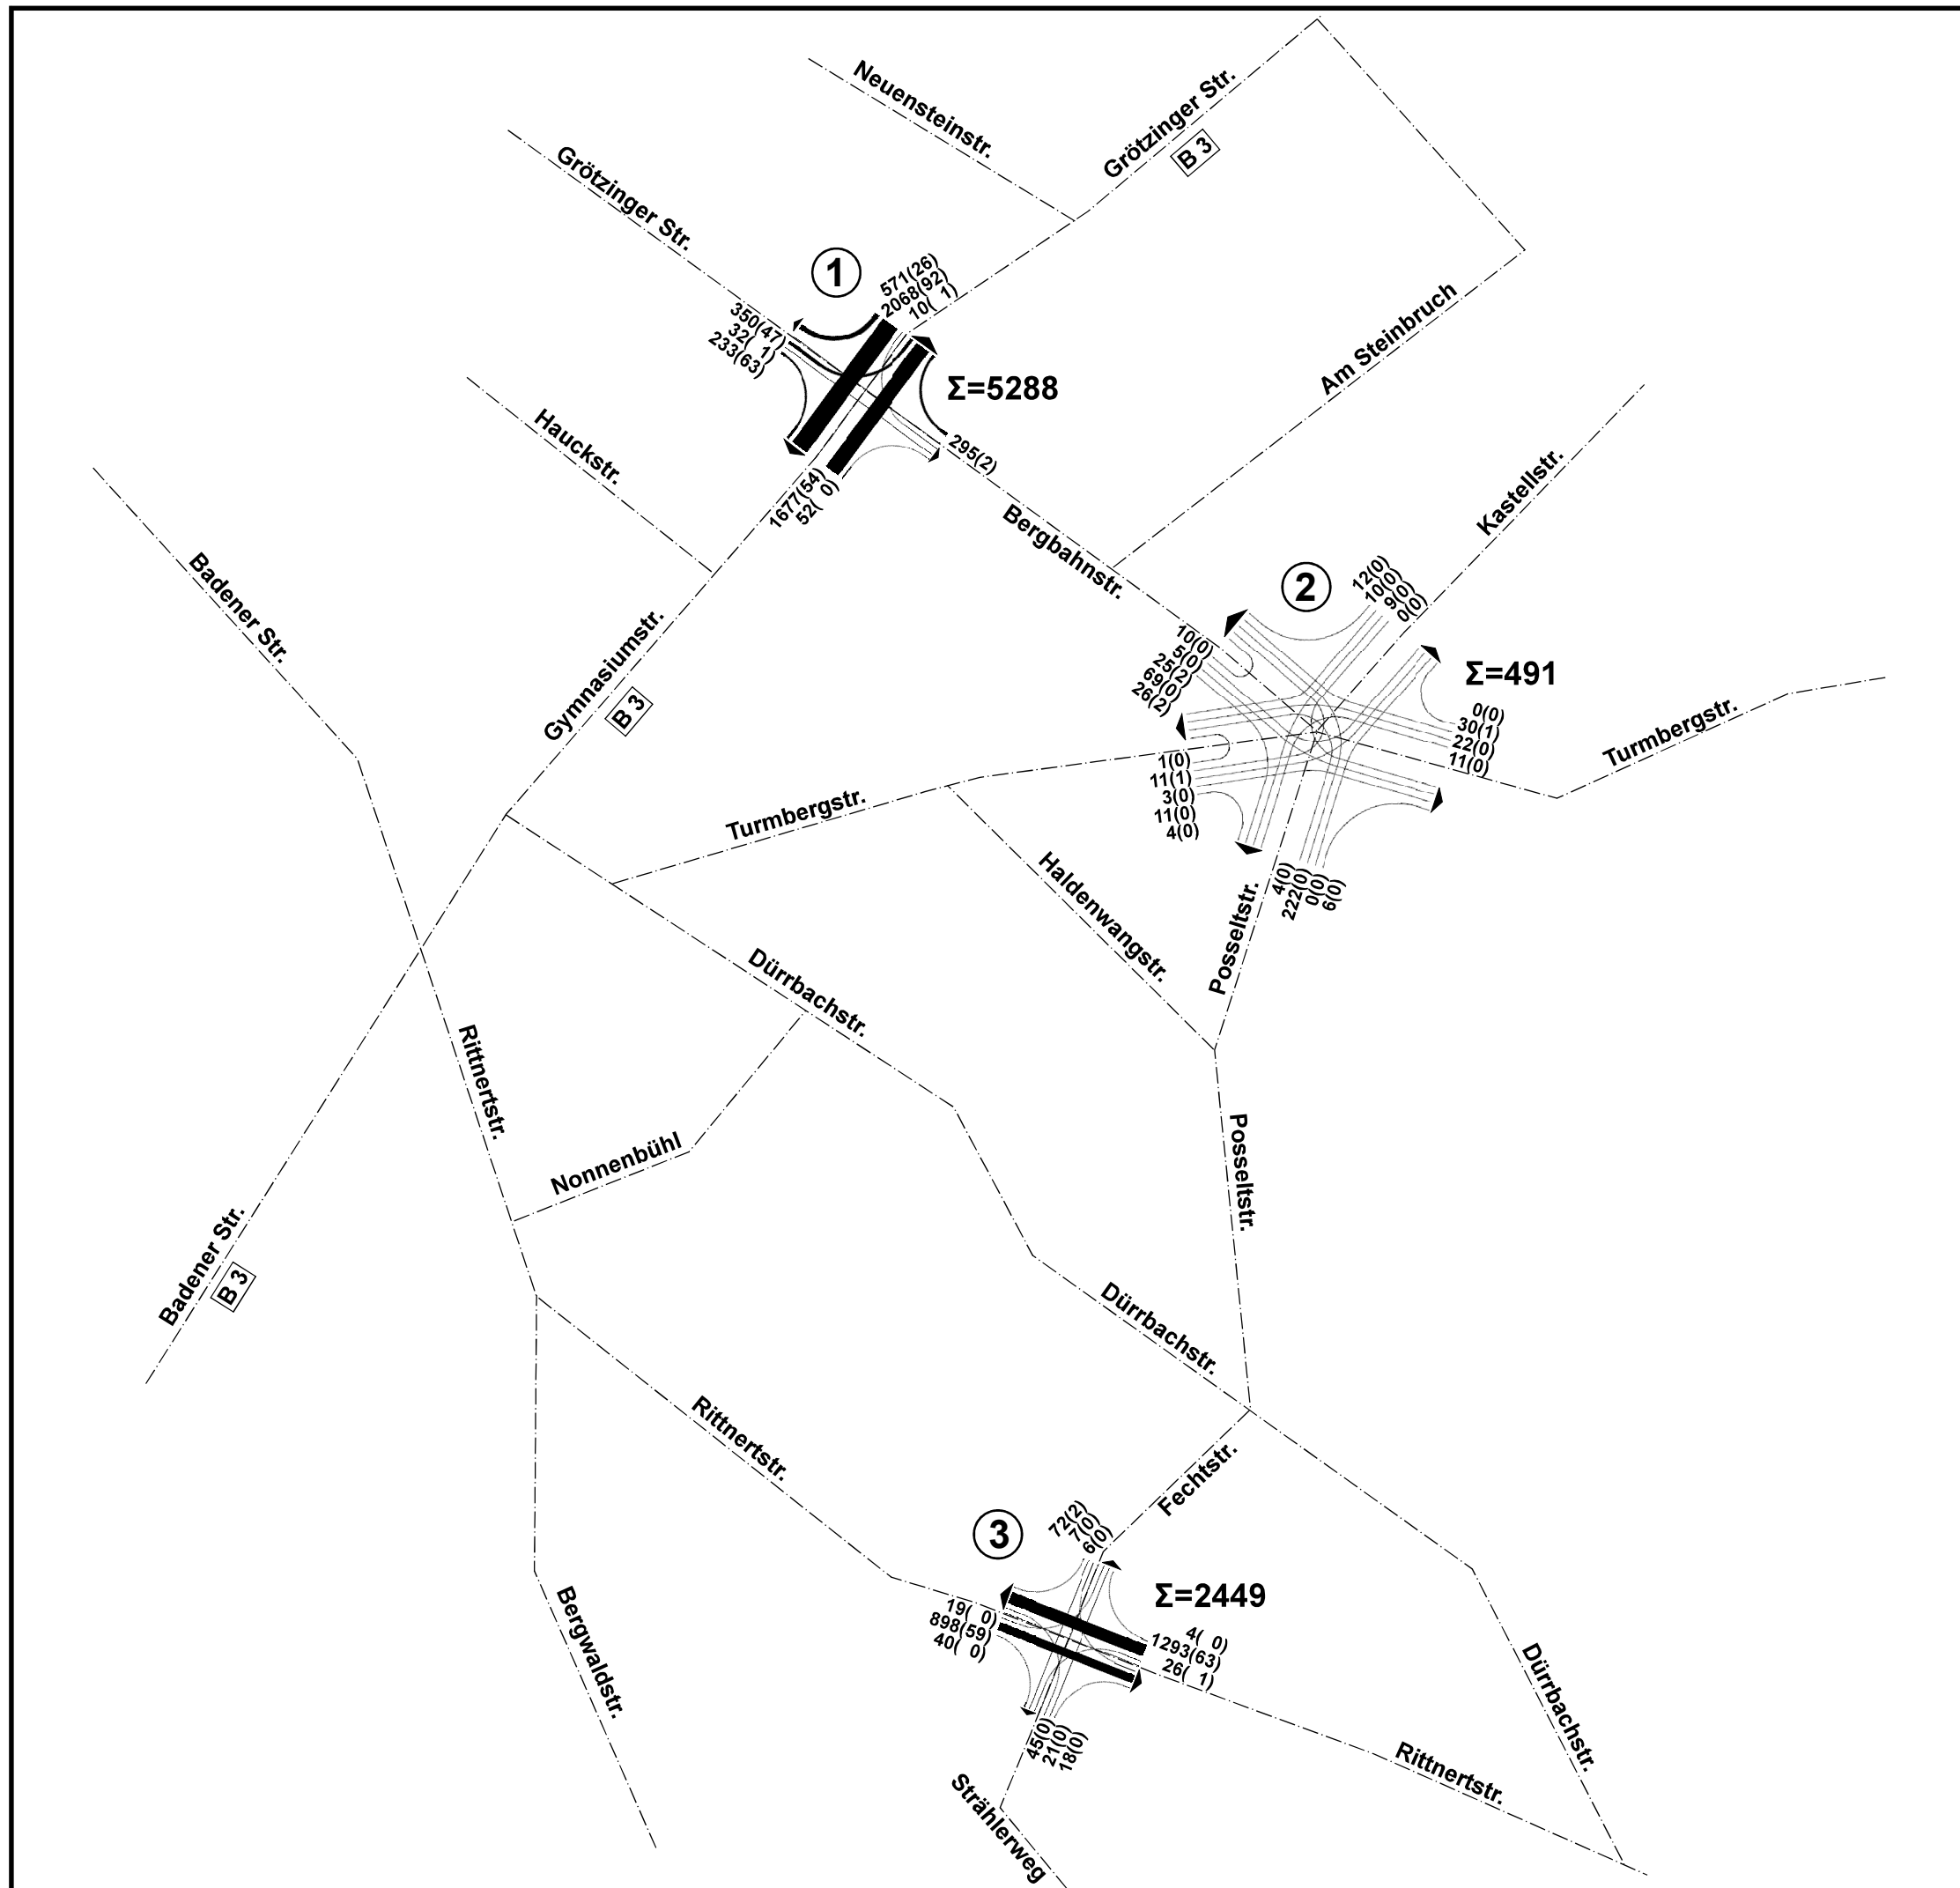 Neuensteinstr.
Grötzinger Str.
B 3
Grötzinger Str.
1
571(26)
2068(92)
10( 1)
350(47)
32( 1)
233(63)
Σ=5288
295(2)
1677(54)
52( 0)
Hauckstr.
Am Steinbruch
Kastellstr.
Bergbahnstr.
Badener Str.
Gymnasiumstr.
B 3
2
12(0)
10(0)
9(0)
0(0)
10(0)
5(0)
25(2)
69(0)
26(2)
Σ=491
0(0)
30(1)
22(0)
11(0)
Turmbergstr.
1(0)
11(1)
3(0)
11(0)
4(0)
4(0)
222(0)
0(0)
6(0)
Turmbergstr.
Haldenwangstr.
Posseltstr.
Dürrbachstr.
Rittnertstr.
Nonnenbühl
Posseltstr.
Badener Str.
B 3
Dürrbachstr.
Rittnertstr.
Fechtstr.
3
72(2)
7(0)
6(0)
Σ=2449
19( 0)
898(59)
40( 0)
4( 0)
1293(63)
26( 1)
45(0)
21(0)
18(0)
Bergwaldstr.
Dürrbachstr.
Rittnertstr.
Strählerweg